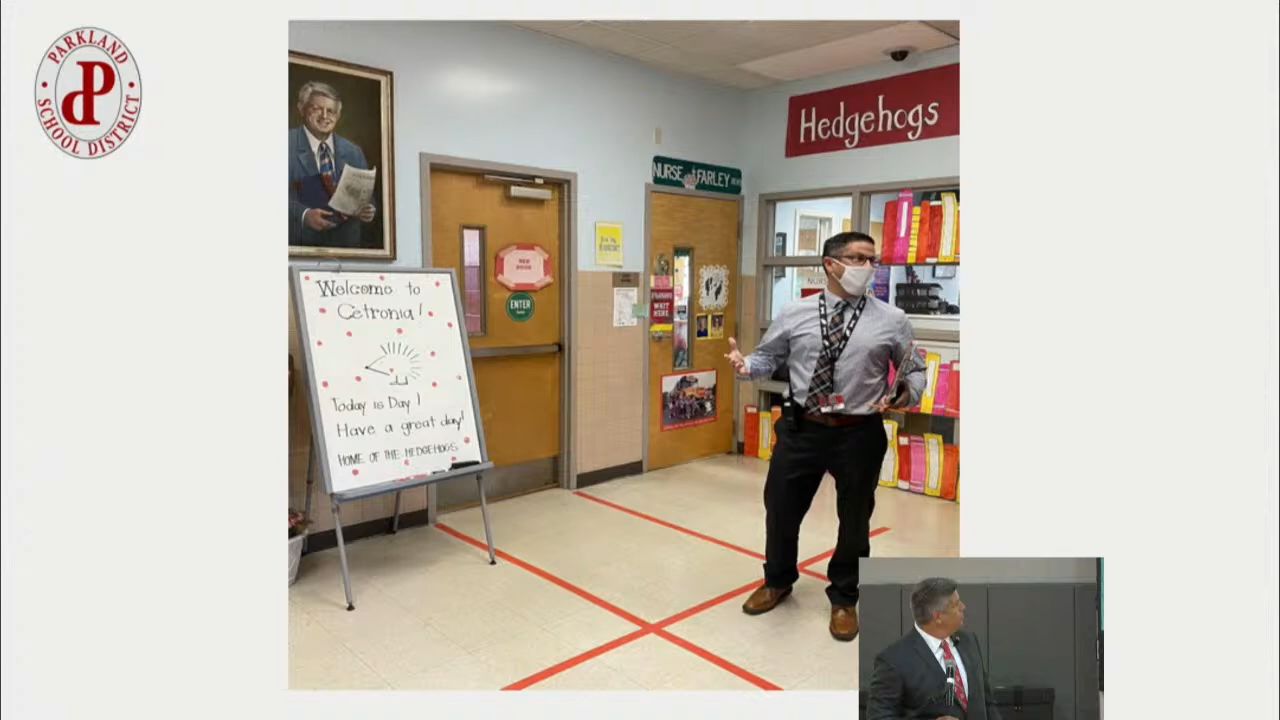 PARKLAND
SCHOOL DISTRICT
Hedgehogs
NURSE FARLEY
Welcome to
Cetronia!
Today is Day 1
Have a great day!
HOME OF THE HEDGEHOGS
ENTER
WAIT
HERE
NURSE